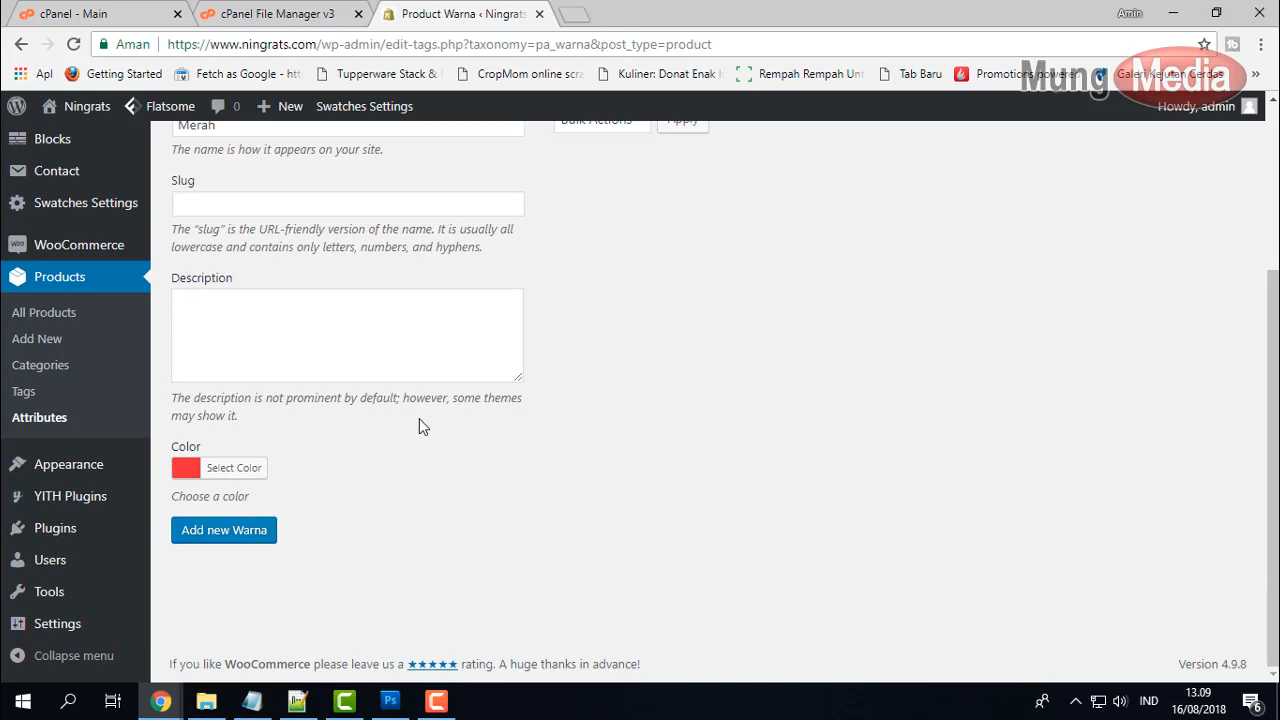 cPanel - Main
cPanel File Manager v3
Product Warna ‹ Ningrats
Amin
Aman
https://www.ningrats.com/wp-admin/edit-tags.php?taxonomy=pa_warna&post_type=product
Apl
Getting Started
Fetch as Google - htt
Tupperware Stack &
CropMom online scra
Kuliner: Donat Enak
Rempah Rempah Unt
Tab Baru
Promotions powered
Galeri Kejutan Cerdas
»
Mung Media
Ningrats
Flatsome
0
New
Swatches Settings
Howdy, admin
Blocks
Contact
Swatches Settings
WooCommerce
Products
All Products
Add New
Categories
Tags
Attributes
Appearance
YITH Plugins
Plugins
Users
Tools
Settings
Collapse menu
Merah
Bulk Actions
Apply
The name is how it appears on your site.
Slug
The “slug” is the URL-friendly version of the name. It is usually all
lowercase and contains only letters, numbers, and hyphens.
Description
The description is not prominent by default; however, some themes
may show it.
Color
Select Color
Choose a color
Add new Warna
If you like WooCommerce please leave us a ★★★★★ rating. A huge thanks in advance!
Version 4.9.8
Ps
IND
13.09
16/08/2018
6